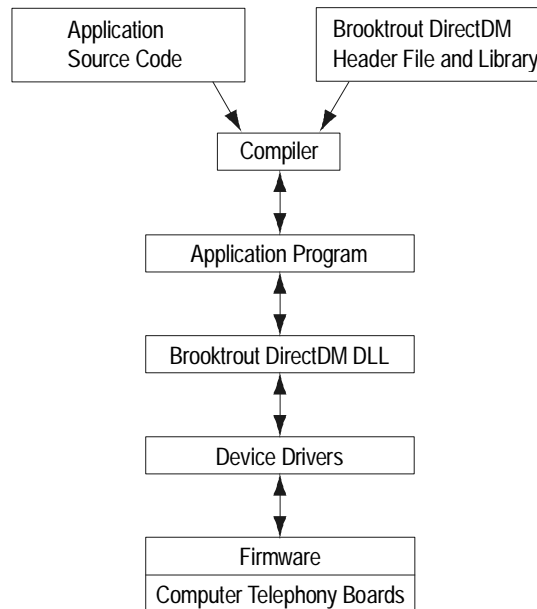 Application
Source Code
Brooktrout DirectDM
Header File and Library
Compiler
Application Program
Brooktrout DirectDM DLL
Device Drivers
Firmware
Computer Telephony Boards